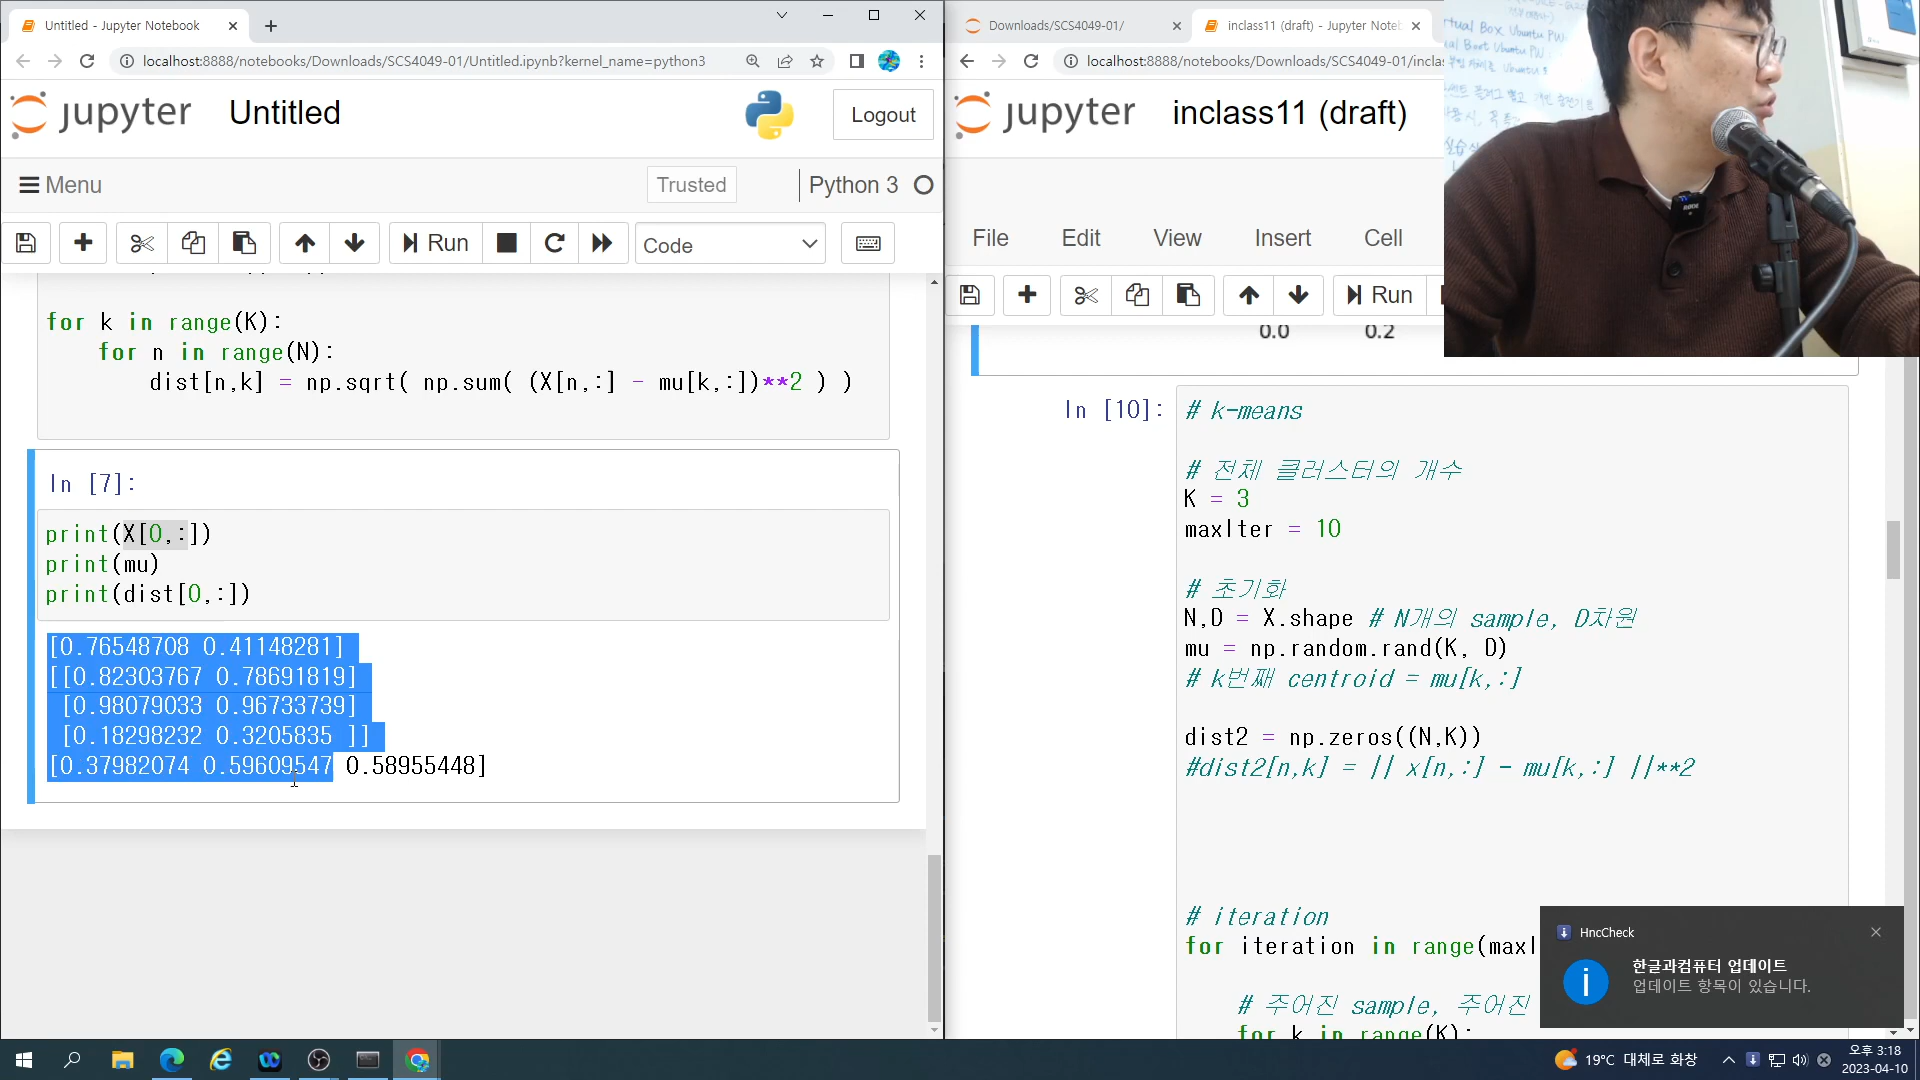 Untitled - Jupyter Notebook
localhost:8888/notebooks/Downloads/SCS4049-01/Untitled.ipynb?kernel_name=python3
jupyter Untitled
Logout
Menu
Trusted
Python 3
Run
Code
for k in range(K):
for n in range(N):
dist[n,k] = np.sqrt( np.sum( (X[n,:] - mu[k,:])**2 ) )
In [7]:
print(X[0,:])
print(mu)
print(dist[0,:])
[0.76548708 0.41148281]
[[0.82303767 0.78691819]
[0.98079033 0.96733739]
[0.18298232 0.3205835 ]]
[0.37982074 0.59609547 0.58955448]
Downloads/SCS4049-01/
inclass11 (draft) - Jupyter Noteb
localhost:8888/notebooks/Downloads/SCS4049-01/incla
jupyter inclass11 (draft)
File Edit View Insert Cell
Run
0.0 0.2
In [10]:
# k-means
# 전체 클러스터의 개수
K = 3
maxIter = 10
# 초기화
N,D = X.shape # N개의 sample, D차원
mu = np.random.rand(K, D)
# k번째 centroid = mu[k,:]
dist2 = np.zeros((N,K))
#dist2[n,k] = || x[n,:] - mu[k,:] ||**2
# iteration
for iteration in range(maxI
# 주어진 sample, 주어진
for k in range(K):
HncCheck
한글과컴퓨터 업데이트
업데이트 항목이 있습니다.
19°C 대체로 화창
오후 3:18
2023-04-10